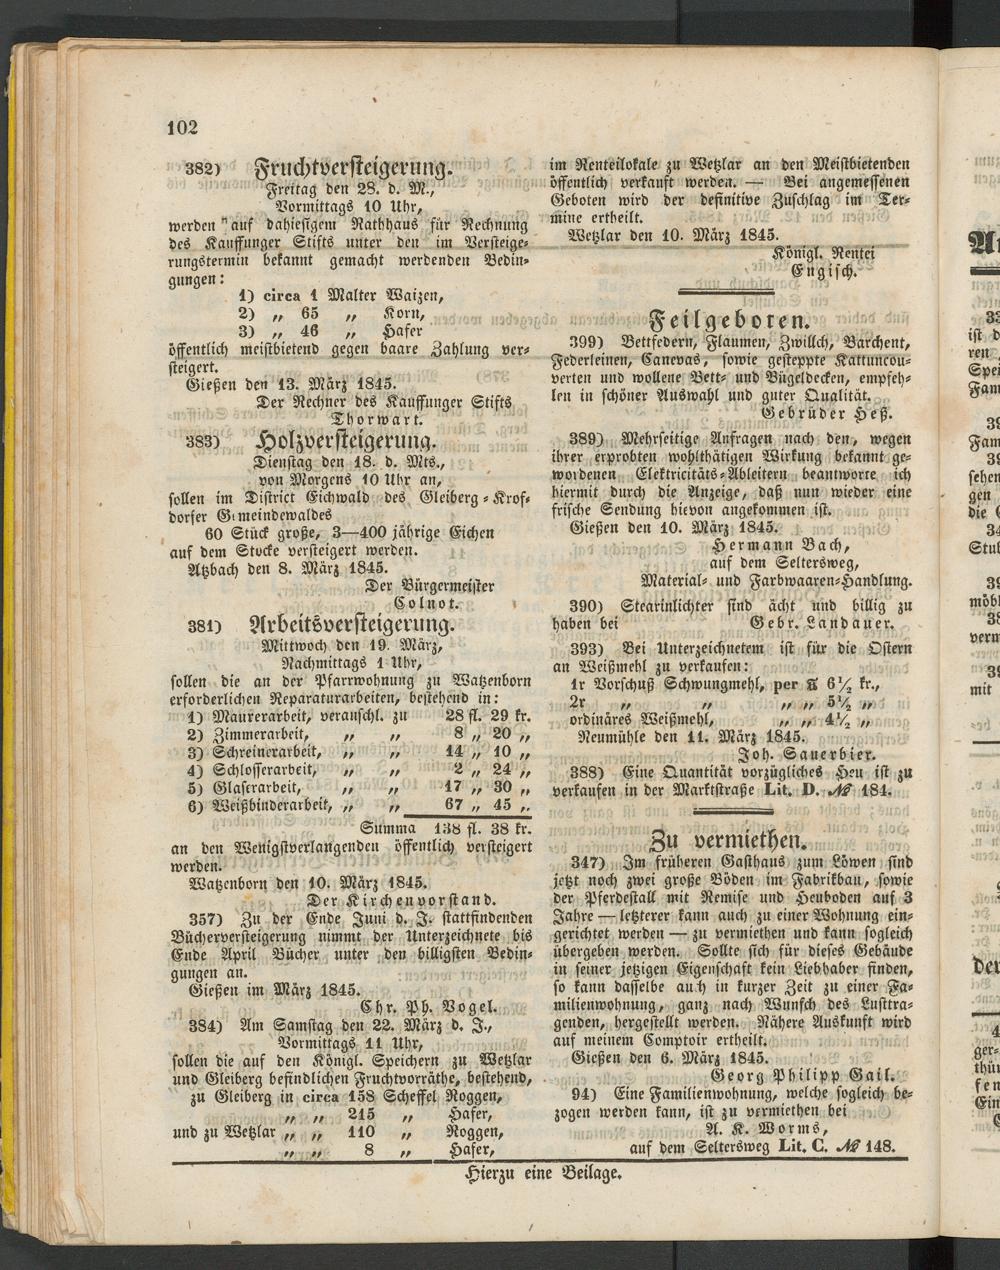 102
382) Fruchtversteigerung.
Freitag den 28. d. M.,
Vormittags 10 Uhr,
werden auf dahiesigem Rathhaus für Rechnung
des Kauffunger Stifts unter den im Versteige-
rungstermin bekannt gemacht werdenden Bedin-
gungen:
1) circa 1 Malter Waizen,
2) „ 65 „ Korn,
3) „ 46 „ Hafer
öffentlich meistbietend gegen baare Zahlung ver-
steigert.
Gießen den 13. März 1845.
Der Rechner des Kauffunger Stifts
Thorwart.
383) Holzversteigerung.
Dienstag den 18. d. Mts.,
von Morgens 10 Uhr an,
sollen im District Eichwald des Gleiberg-Krof-
dorfer Gemeindewaldes
60 Stück große, 3—400 jährige Eichen
auf dem Stocke versteigert werden.
Atzbach den 8. März 1845.
Der Bürgermeister
Colnot.
381) Arbeitsversteigerung.
Mittwoch den 19. März,
Nachmittags 1 Uhr,
sollen die an der Pfarrwohnung zu Watzenborn
erforderlichen Reparaturarbeiten, bestehend in:
1) Maurerarbeit, veranschl. zu 28 fl. 29 kr.
2) Zimmerarbeit, „ „ 8 „ 20 „
3) Schreinerarbeit, „ „ 14 „ 10 „
4) Schlosserarbeit, „ „ 2 „ 24 „
5) Glaserarbeit, „ „ 17 „ 30 „
6) Weißbinderarbeit, „ „ 67 „ 45 „
Summa 138 fl. 38 kr.
an den Wenigstverlangenden öffentlich versteigert
werden.
Watzenborn den 10. März 1845.
Der Kirchenvorstand.
357) Zu der Ende Juni d. J. stattfindenden
Bücherversteigerung nimmt der Unterzeichnete bis
Ende April Bücher unter den billigsten Bedin-
gungen an.
Gießen im März 1845.
Chr. Ph. Vogel.
384) Am Samstag den 22. März d. J.,
Vormittags 11 Uhr,
sollen die auf den Königl. Speichern zu Wetzlar
und Gleiberg befindlichen Fruchtvorräthe, bestehend,
zu Gleiberg in circa 158 Scheffel Roggen,
„ „ 215 „ Hafer,
und zu Wetzlar „ „ 110 „ Roggen,
„ „ 8 „ Hafer,
im Renteilokale zu Wetzlar an den Meistbietenden
öffentlich verkauft werden. — Bei angemessenen
Geboten wird der definitive Zuschlag im Ter-
mine ertheilt.
Wetzlar den 10. März 1845.
Königl. Rentei
Engisch.
Feilgeboten.
399) Bettfedern, Flaumen, Zwillch, Barchent,
Federleinen, Canevas, sowie gesteppte Kattuncou-
verten und wollene Bett- und Bügeldecken, empfeh-
len in schöner Auswahl und guter Qualität.
Gebrüder Heß.
389) Mehrseitige Anfragen nach den, wegen
ihrer erprobten wohlthätigen Wirkung bekannt ge-
wordenen Elektricitäts-Ableitern beantworte ich
hiermit durch die Anzeige, daß nun wieder eine
frische Sendung hievon angekommen ist.
Gießen den 10. März 1845.
Hermann Bach,
auf dem Seltersweg,
Material- und Farbwaaren-Handlung.
390) Stearinlichter sind ächt und billig zu
haben bei Gebr. Landauer.
393) Bei Unterzeichnetem ist für die Ostern
an Weißmehl zu verkaufen:
1r Vorschuß Schwungmehl, per ℔ 6½ kr.,
2r „ „ „ „ 5½ „
ordinäres Weißmehl, „ „ 4½ „
Neumühle den 11. März 1845.
Joh. Sauerbier.
388) Eine Quantität vorzügliches Heu ist zu
verkaufen in der Marktstraße Lit. D. № 184.
Zu vermiethen.
347) Im früheren Gasthaus zum Löwen sind
jetzt noch zwei große Böden im Fabrikbau, sowie
der Pferdestall mit Remise und Heuboden auf 3
Jahre — letzterer kann auch zu einer Wohnung ein-
gerichtet werden — zu vermiethen und kann sogleich
übergeben werden. Sollte sich für dieses Gebäude
in seiner jetzigen Eigenschaft kein Liebhaber finden,
so kann dasselbe auch in kurzer Zeit zu einer Fa-
milienwohnung, ganz nach Wunsch des Lusttra-
genden, hergestellt werden. Nähere Auskunft wird
auf meinem Comptoir ertheilt.
Gießen den 6. März 1845.
Georg Philipp Gail.
94) Eine Familienwohnung, welche sogleich be-
zogen werden kann, ist zu vermiethen bei
A. K. Worms,
auf dem Seltersweg Lit. C. № 148.
Hierzu eine Beilage.